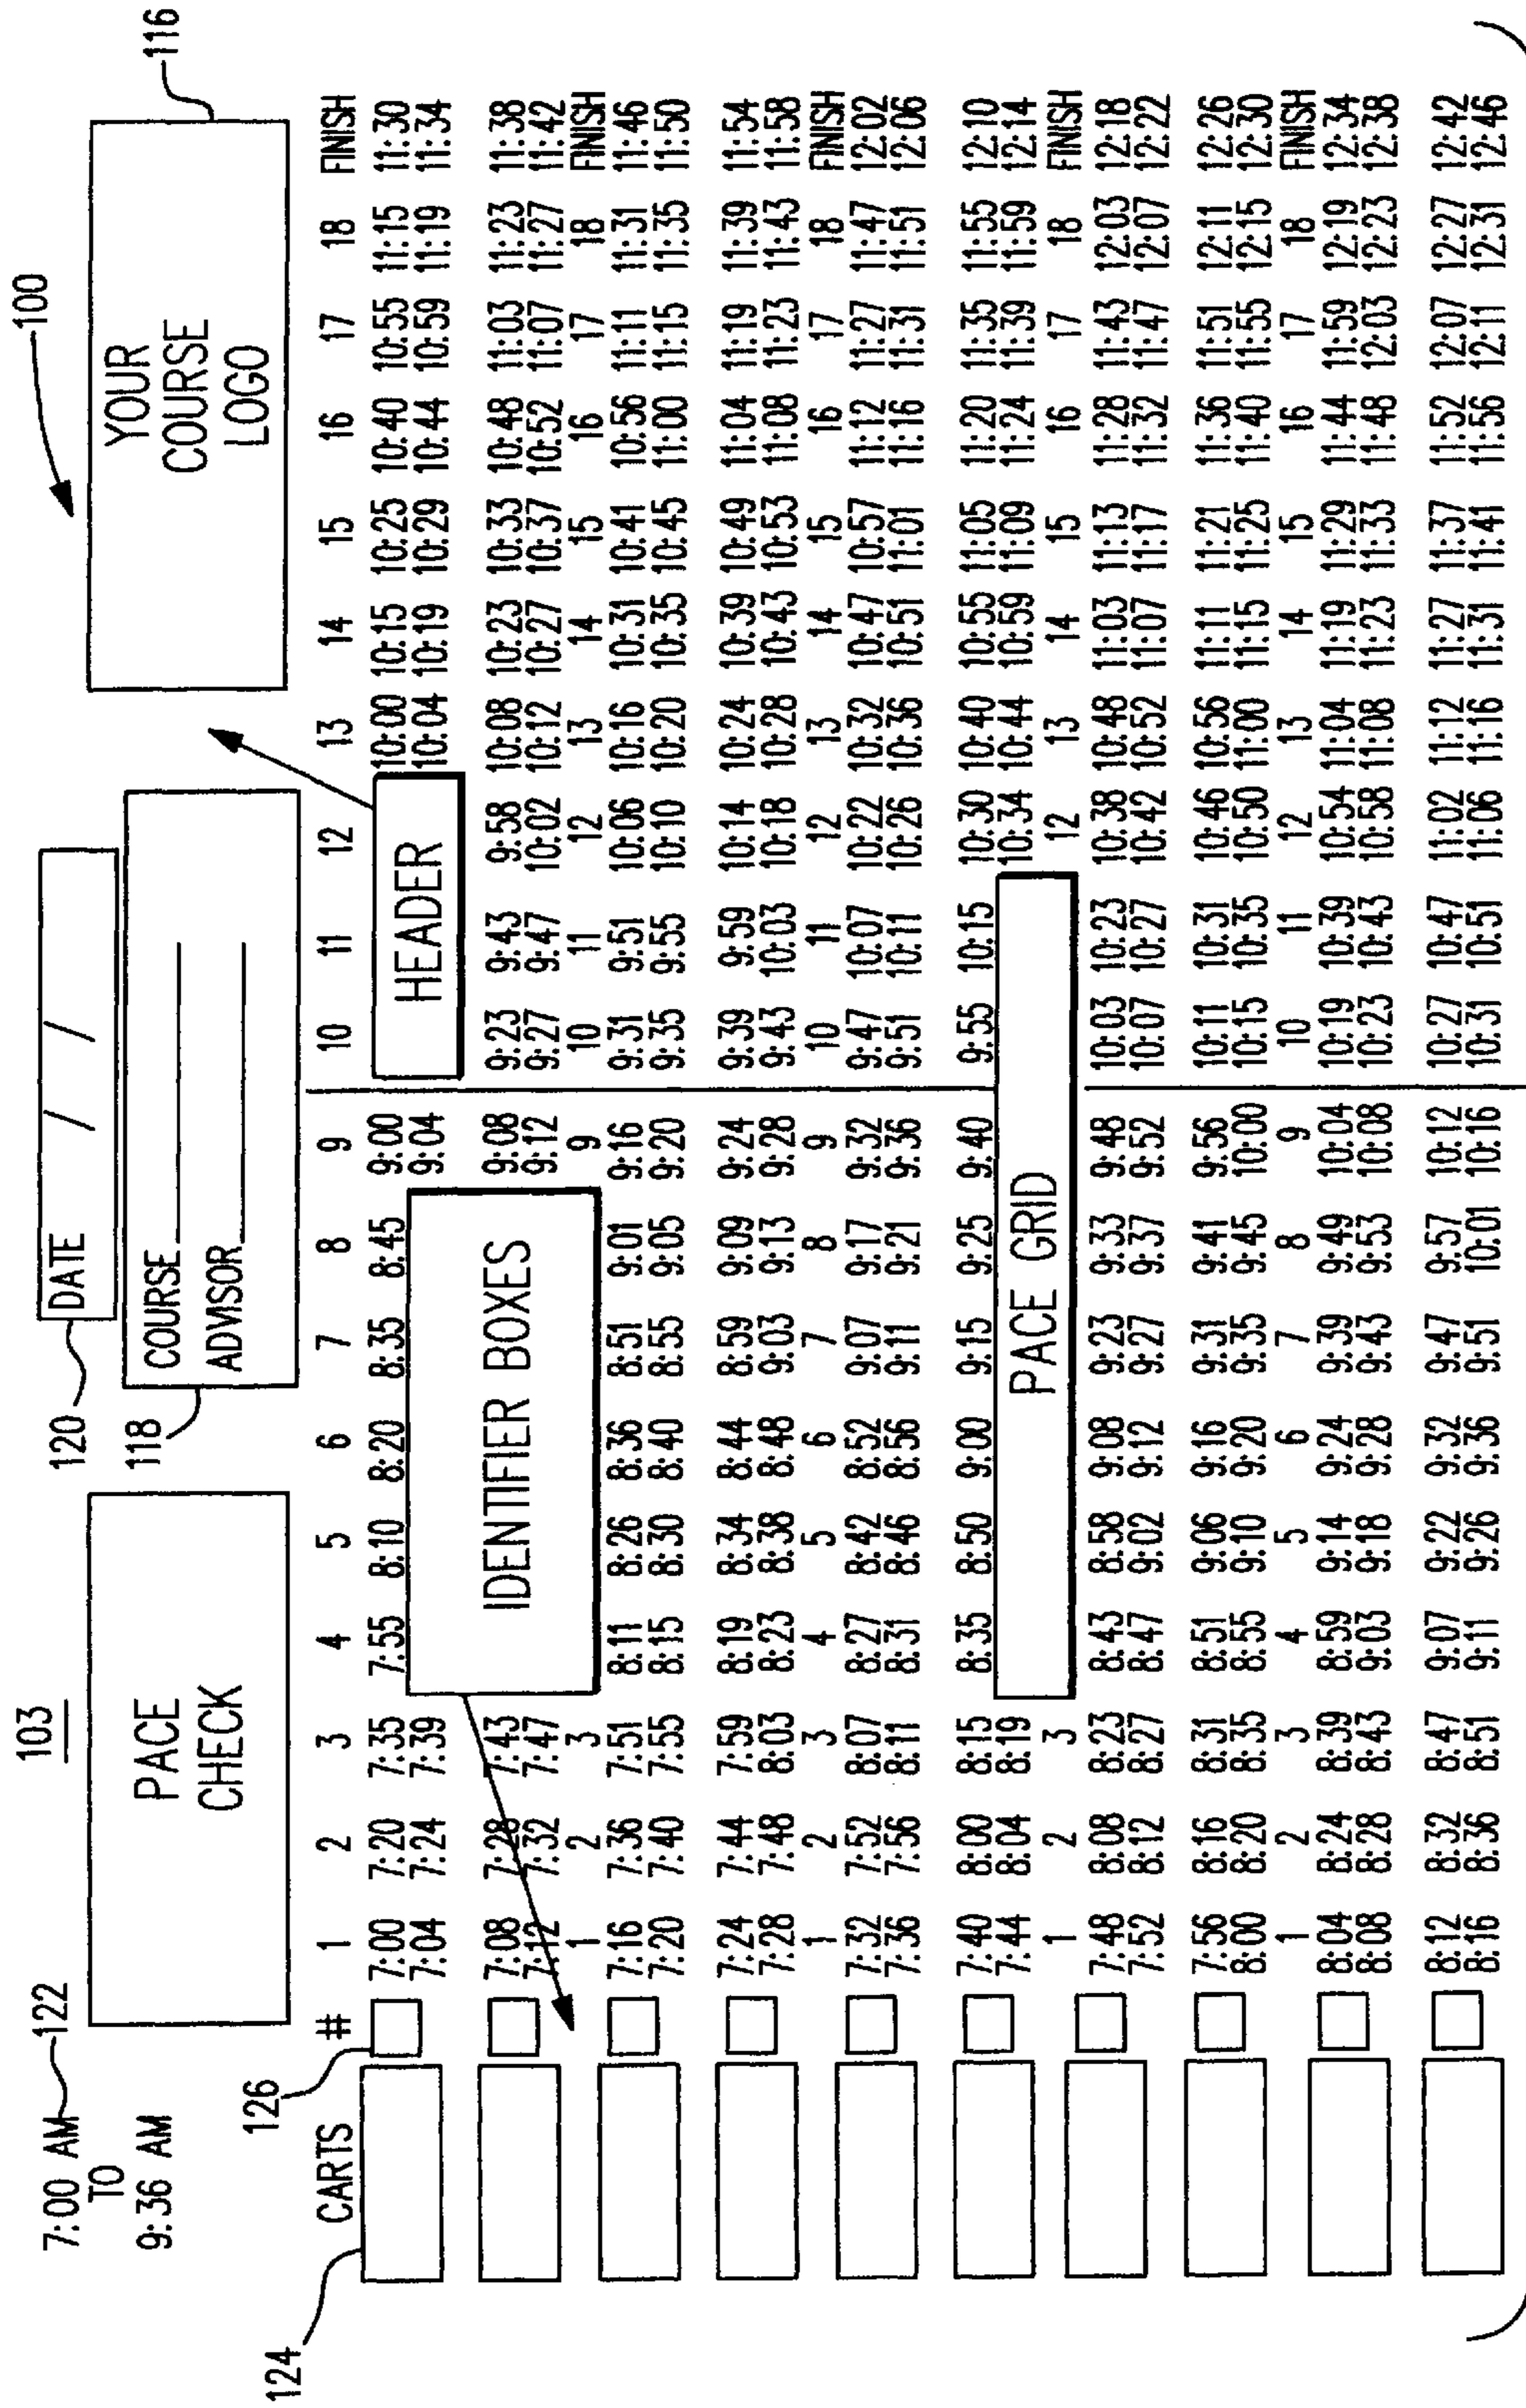 103
100
7:00 AM 122
TO
9:36 AM
PACE
CHECK
120
DATE / /
118
COURSE
ADVISOR
YOUR
COURSE
LOGO
116
126
124
CARTS # 1 2 3 4 5 6 7 8 9 10 11 12 13 14 15 16 17 18 FINISH
7:00 7:20 7:35 7:55 8:10 8:20 8:35 8:45 9:00 10:00 10:15 10:25 10:40 10:55 11:15 11:30
HEADER
7:04 7:24 7:39 9:04 10:04 10:19 10:29 10:44 10:59 11:19 11:34
IDENTIFIER BOXES
7:08 7:28 7:43 9:08 9:23 9:43 9:58 10:08 10:23 10:33 10:48 11:03 11:23 11:38
7:12 7:32 7:47 9:12 9:27 9:47 10:02 10:12 10:27 10:37 10:52 11:07 11:27 11:42
1 2 3 9 10 11 12 13 14 15 16 17 18 FINISH
7:16 7:36 7:51 8:11 8:26 8:36 8:51 9:01 9:16 9:31 9:51 10:06 10:16 10:31 10:41 10:56 11:11 11:31 11:46
7:20 7:40 7:55 8:15 8:30 8:40 8:55 9:05 9:20 9:35 9:55 10:10 10:20 10:35 10:45 11:00 11:15 11:35 11:50
7:24 7:44 7:59 8:19 8:34 8:44 8:59 9:09 9:24 9:39 9:59 10:14 10:24 10:39 10:49 11:04 11:19 11:39 11:54
7:28 7:48 8:03 8:23 8:38 8:48 9:03 9:13 9:28 9:43 10:03 10:18 10:28 10:43 10:53 11:08 11:23 11:43 11:58
1 2 3 4 5 6 7 8 9 10 11 12 13 14 15 16 17 18 FINISH
7:32 7:52 8:07 8:27 8:42 8:52 9:07 9:17 9:32 9:47 10:07 10:22 10:32 10:47 10:57 11:12 11:27 11:47 12:02
7:36 7:56 8:11 8:31 8:46 8:56 9:11 9:21 9:36 9:51 10:11 10:26 10:36 10:51 11:01 11:16 11:31 11:51 12:06
7:40 8:00 8:15 8:35 8:50 9:00 9:15 9:25 9:40 9:55 10:15 10:30 10:40 10:55 11:05 11:20 11:35 11:55 12:10
7:44 8:04 8:19 10:34 10:44 10:59 11:09 11:24 11:39 11:59 12:14
PACE GRID
1 2 3 12 13 14 15 16 17 18 FINISH
7:48 8:08 8:23 8:43 8:58 9:08 9:23 9:33 9:48 10:03 10:23 10:38 10:48 11:03 11:13 11:28 11:43 12:03 12:18
7:52 8:12 8:27 8:47 9:02 9:12 9:27 9:37 9:52 10:07 10:27 10:42 10:52 11:07 11:17 11:32 11:47 12:07 12:22
7:56 8:16 8:31 8:51 9:06 9:16 9:31 9:41 9:56 10:11 10:31 10:46 10:56 11:11 11:21 11:36 11:51 12:11 12:26
8:00 8:20 8:35 8:55 9:10 9:20 9:35 9:45 10:00 10:15 10:35 10:50 11:00 11:15 11:25 11:40 11:55 12:15 12:30
1 2 3 4 5 6 7 8 9 10 11 12 13 14 15 16 17 18 FINISH
8:04 8:24 8:39 8:59 9:14 9:24 9:39 9:49 10:04 10:19 10:39 10:54 11:04 11:19 11:29 11:44 11:59 12:19 12:34
8:08 8:28 8:43 9:03 9:18 9:28 9:43 9:53 10:08 10:23 10:43 10:58 11:08 11:23 11:33 11:48 12:03 12:23 12:38
8:12 8:32 8:47 9:07 9:22 9:32 9:47 9:57 10:12 10:27 10:47 11:02 11:12 11:27 11:37 11:52 12:07 12:27 12:42
8:16 8:36 8:51 9:11 9:26 9:36 9:51 10:01 10:16 10:31 10:51 11:06 11:16 11:31 11:41 11:56 12:11 12:31 12:46